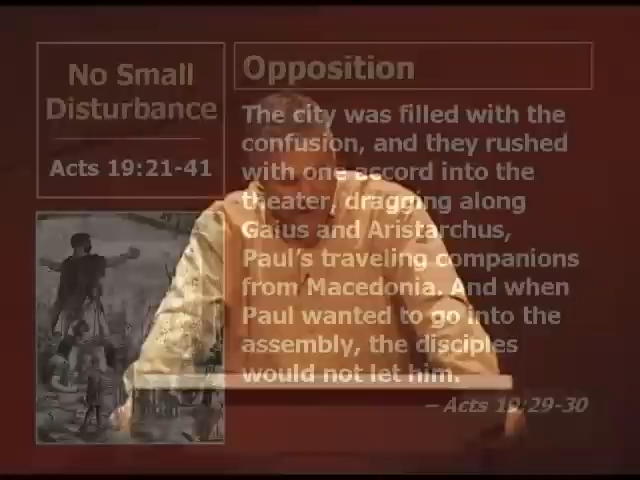 No Small
Disturbance
Acts 19:21-41
Opposition
The city was filled with the
confusion, and they rushed
with one accord into the
theater, dragging along
Gaius and Aristarchus,
Paul's traveling companions
from Macedonia. And when
Paul wanted to go into the
assembly, the disciples
would not let him.
– Acts 19:29-30